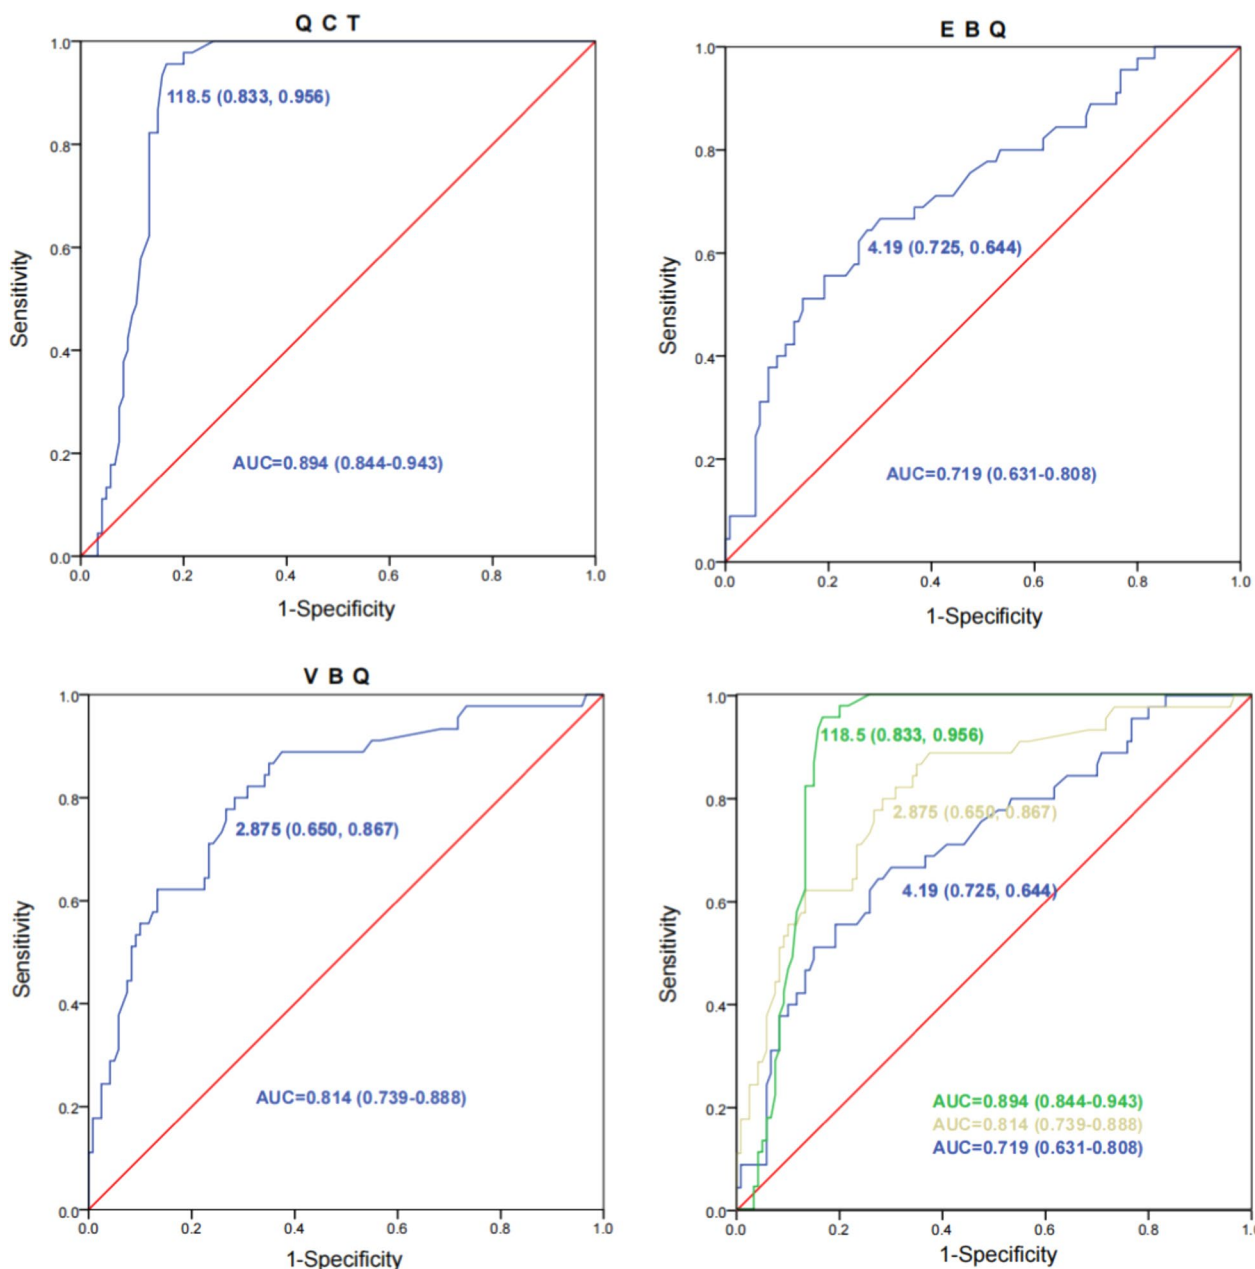 Q C T
1.0
0.8
0.6
0.4
0.2
0.0
Sensitivity
118.5 (0.833, 0.956)
AUC=0.894 (0.844-0.943)
0.0 0.2 0.4 0.6 0.8 1.0
1-Specificity
E B Q
1.0
0.8
0.6
0.4
0.2
0.0
Sensitivity
4.19 (0.725, 0.644)
AUC=0.719 (0.631-0.808)
0.0 0.2 0.4 0.6 0.8 1.0
1-Specificity
V B Q
1.0
0.8
0.6
0.4
0.2
0.0
Sensitivity
2.875 (0.650, 0.867)
AUC=0.814 (0.739-0.888)
0.0 0.2 0.4 0.6 0.8 1.0
1-Specificity
1.0
0.8
0.6
0.4
0.2
0.0
Sensitivity
118.5 (0.833, 0.956)
2.875 (0.650, 0.867)
4.19 (0.725, 0.644)
AUC=0.894 (0.844-0.943)
AUC=0.814 (0.739-0.888)
AUC=0.719 (0.631-0.808)
0.0 0.2 0.4 0.6 0.8 1.0
1-Specificity